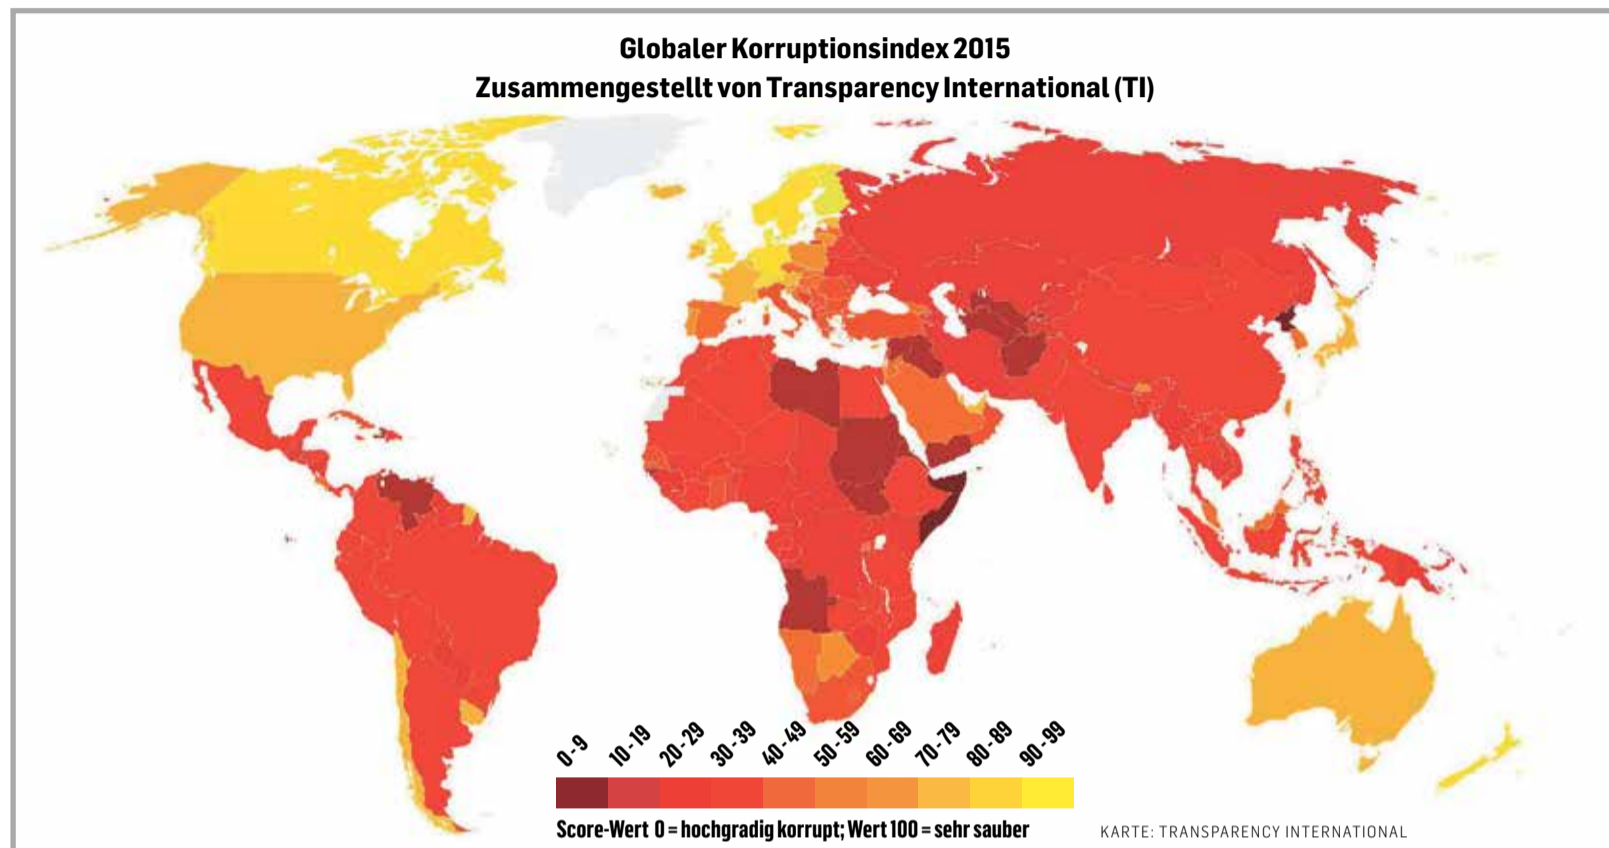 Globaler Korruptionsindex 2015
Zusammengestellt von Transparency International (TI)
0 - 9
10 - 19
20 - 29
30 - 39
40 - 49
50 - 59
60 - 69
70 - 79
80 - 89
90 - 99
Score-Wert 0 = hochgradig korrupt; Wert 100 = sehr sauber
KARTE: TRANSPARENCY INTERNATIONAL